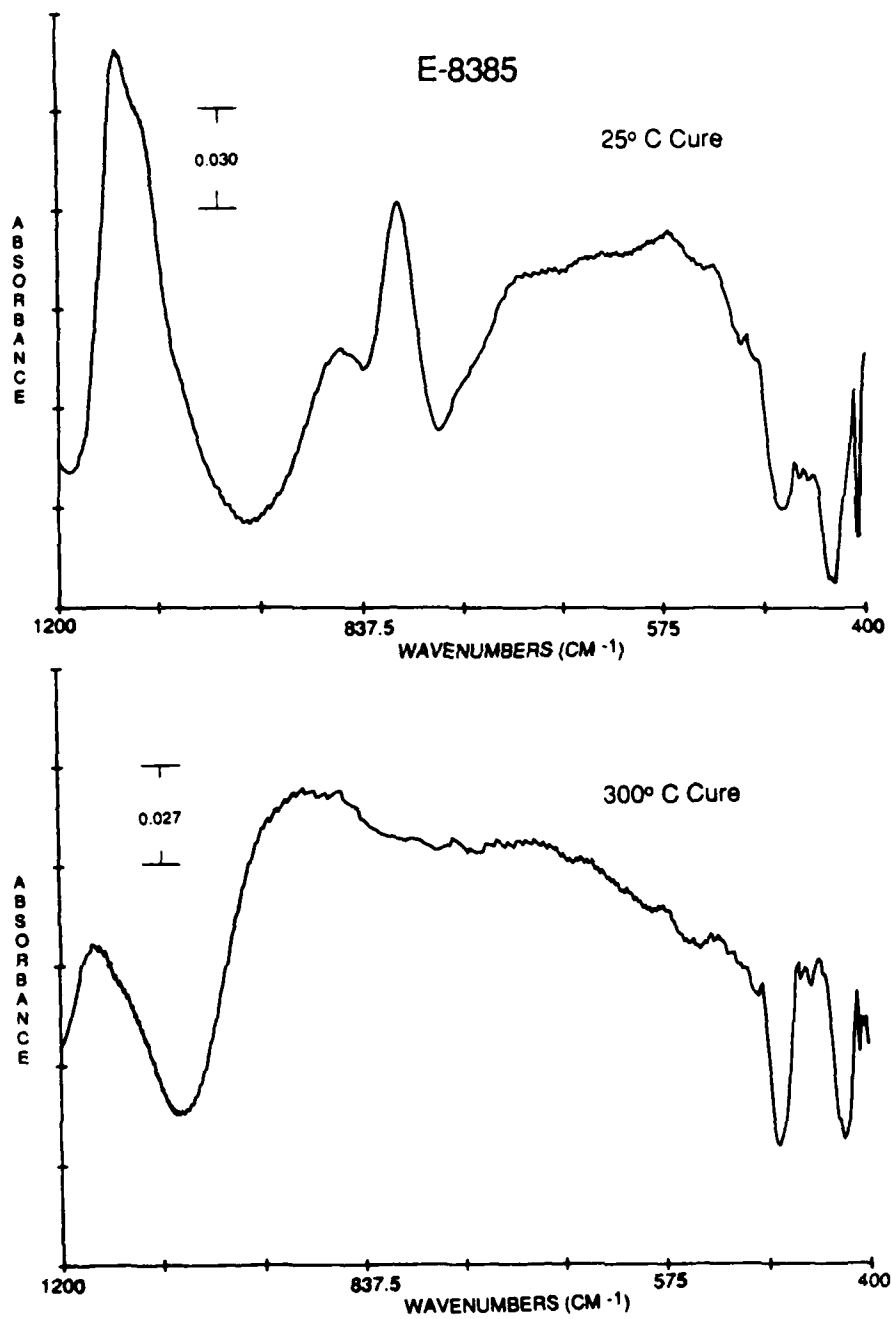 E-8385
25° C Cure
0.030
ABSORBANCE
1200 837.5 575 400
WAVENUMBERS (CM -1)
300° C Cure
0.027
ABSORBANCE
1200 837.5 575 400
WAVENUMBERS (CM -1)